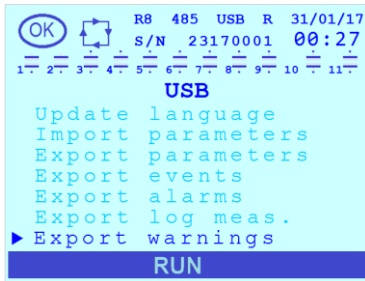 OK R8 485 USB R 31/01/17
S/N 23170001 00:27
1 2 3 4 5 6 7 8 9 10 11
USB
Update language
Import parameters
Export parameters
Export events
Export alarms
Export log meas.
Export warnings
RUN